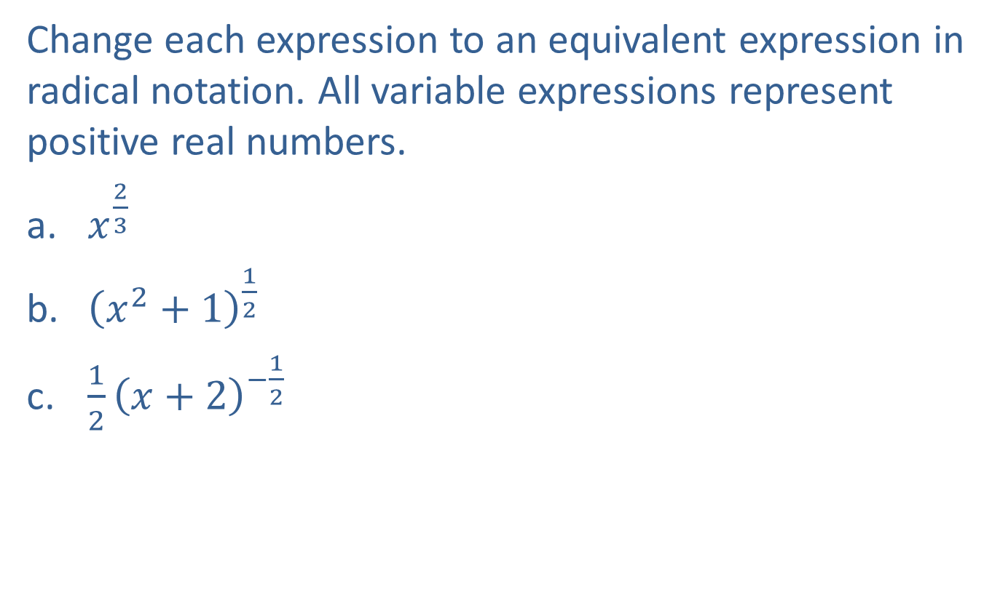 Change each expression to an equivalent expression in
radical notation. All variable expressions represent
positive real numbers.
a. $x^{\frac{2}{3}}$
b. $(x^2 + 1)^{\frac{1}{2}}$
c. $\frac{1}{2}(x + 2)^{-\frac{1}{2}}$